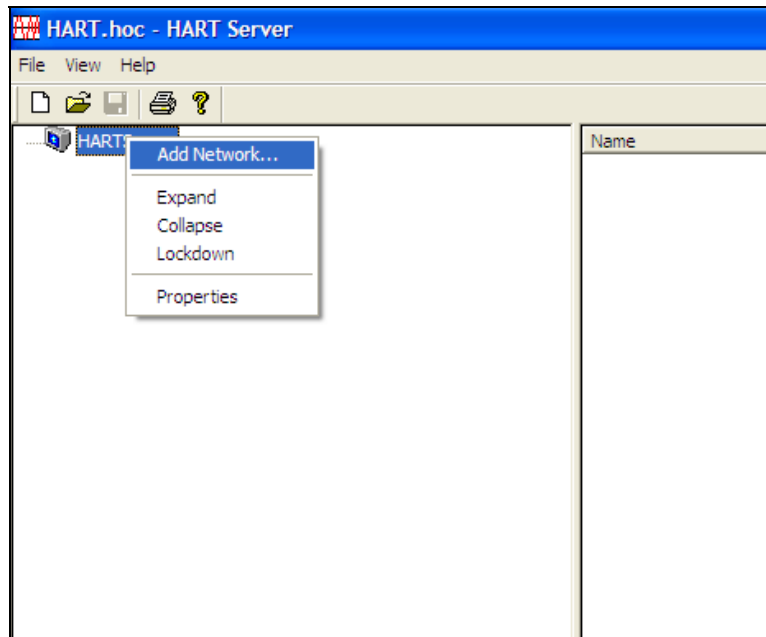 HART.hoc - HART Server
File View Help
Name
Add Network...
Expand
Collapse
Lockdown
Properties